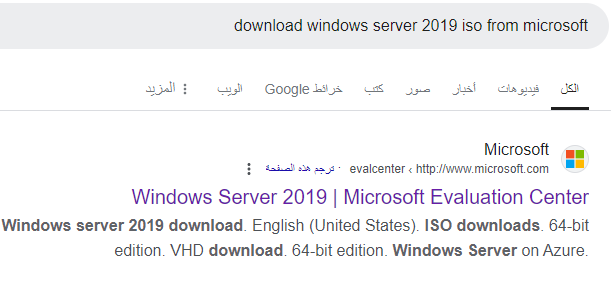 download windows server 2019 iso from microsoft
الكل فيديوهات أخبار صور كتب خرائط Google الويب المزيد
Microsoft
http://www.microsoft.com › evalcenter · ترجم هذه الصفحة
Windows Server 2019 | Microsoft Evaluation Center
Windows server 2019 download. English (United States). ISO downloads. 64-bit
edition. VHD download. 64-bit edition. Windows Server on Azure.